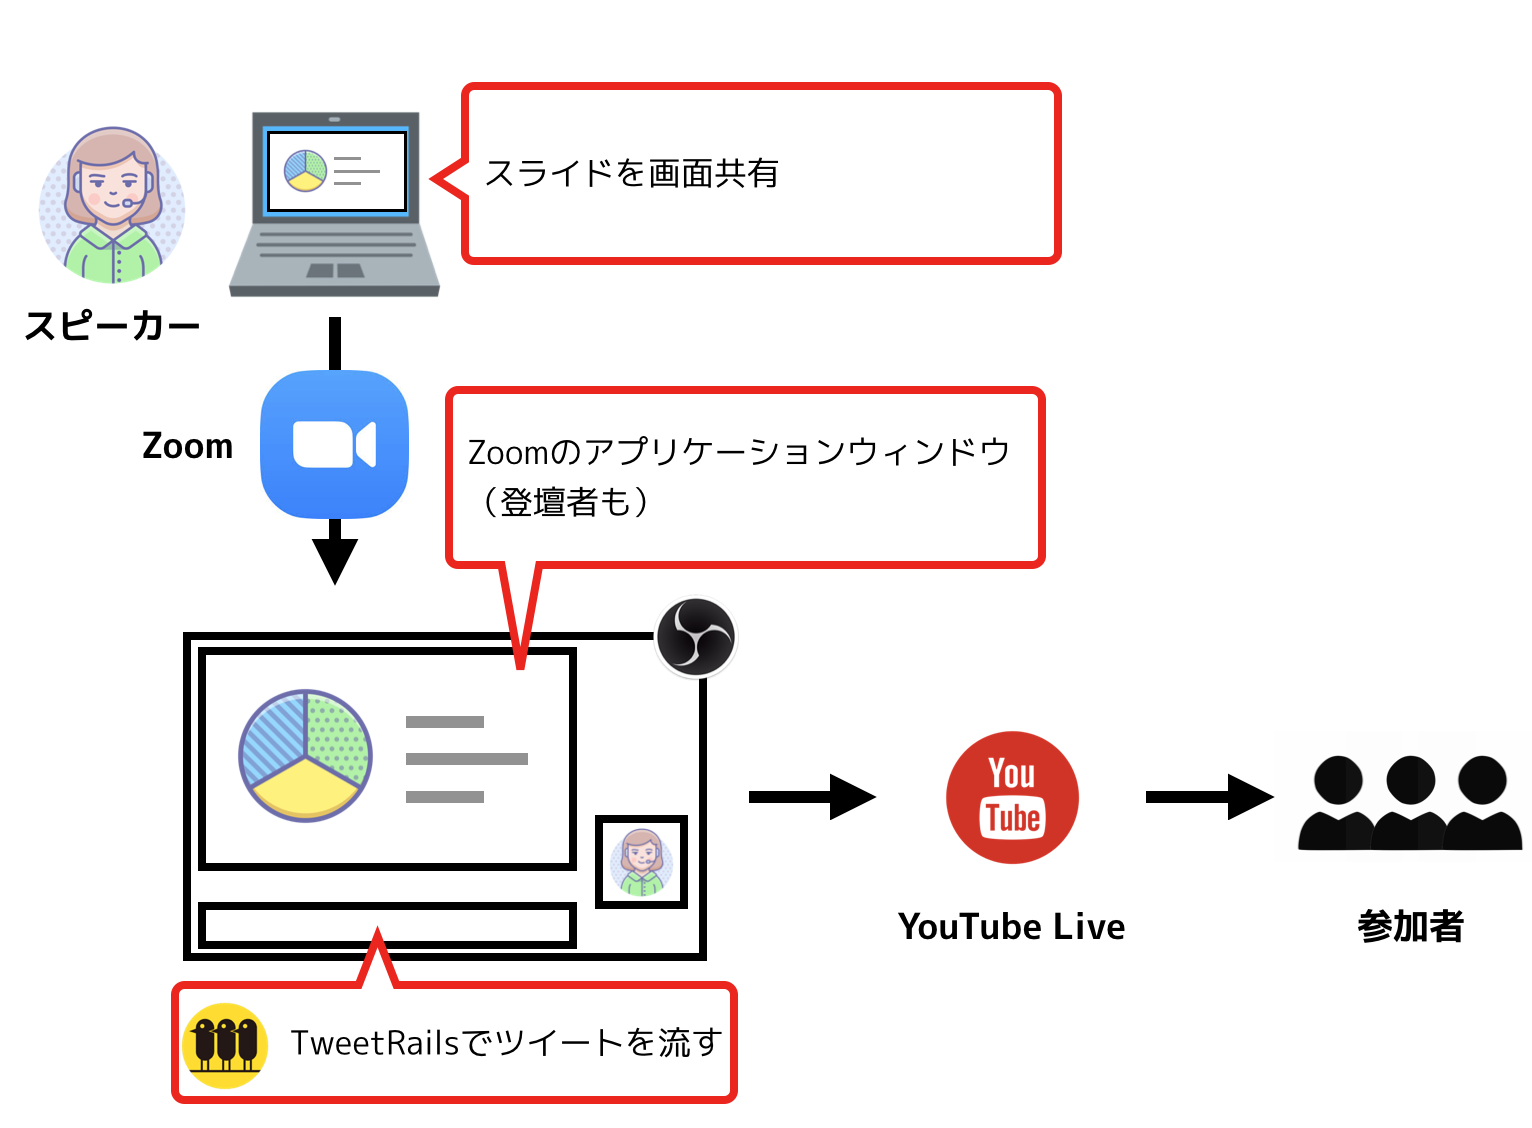 スライドを画面共有
スピーカー
Zoom
Zoomのアプリケーションウィンドウ
（登壇者も）
You
Tube
YouTube Live
参加者
TweetRailsでツイートを流す